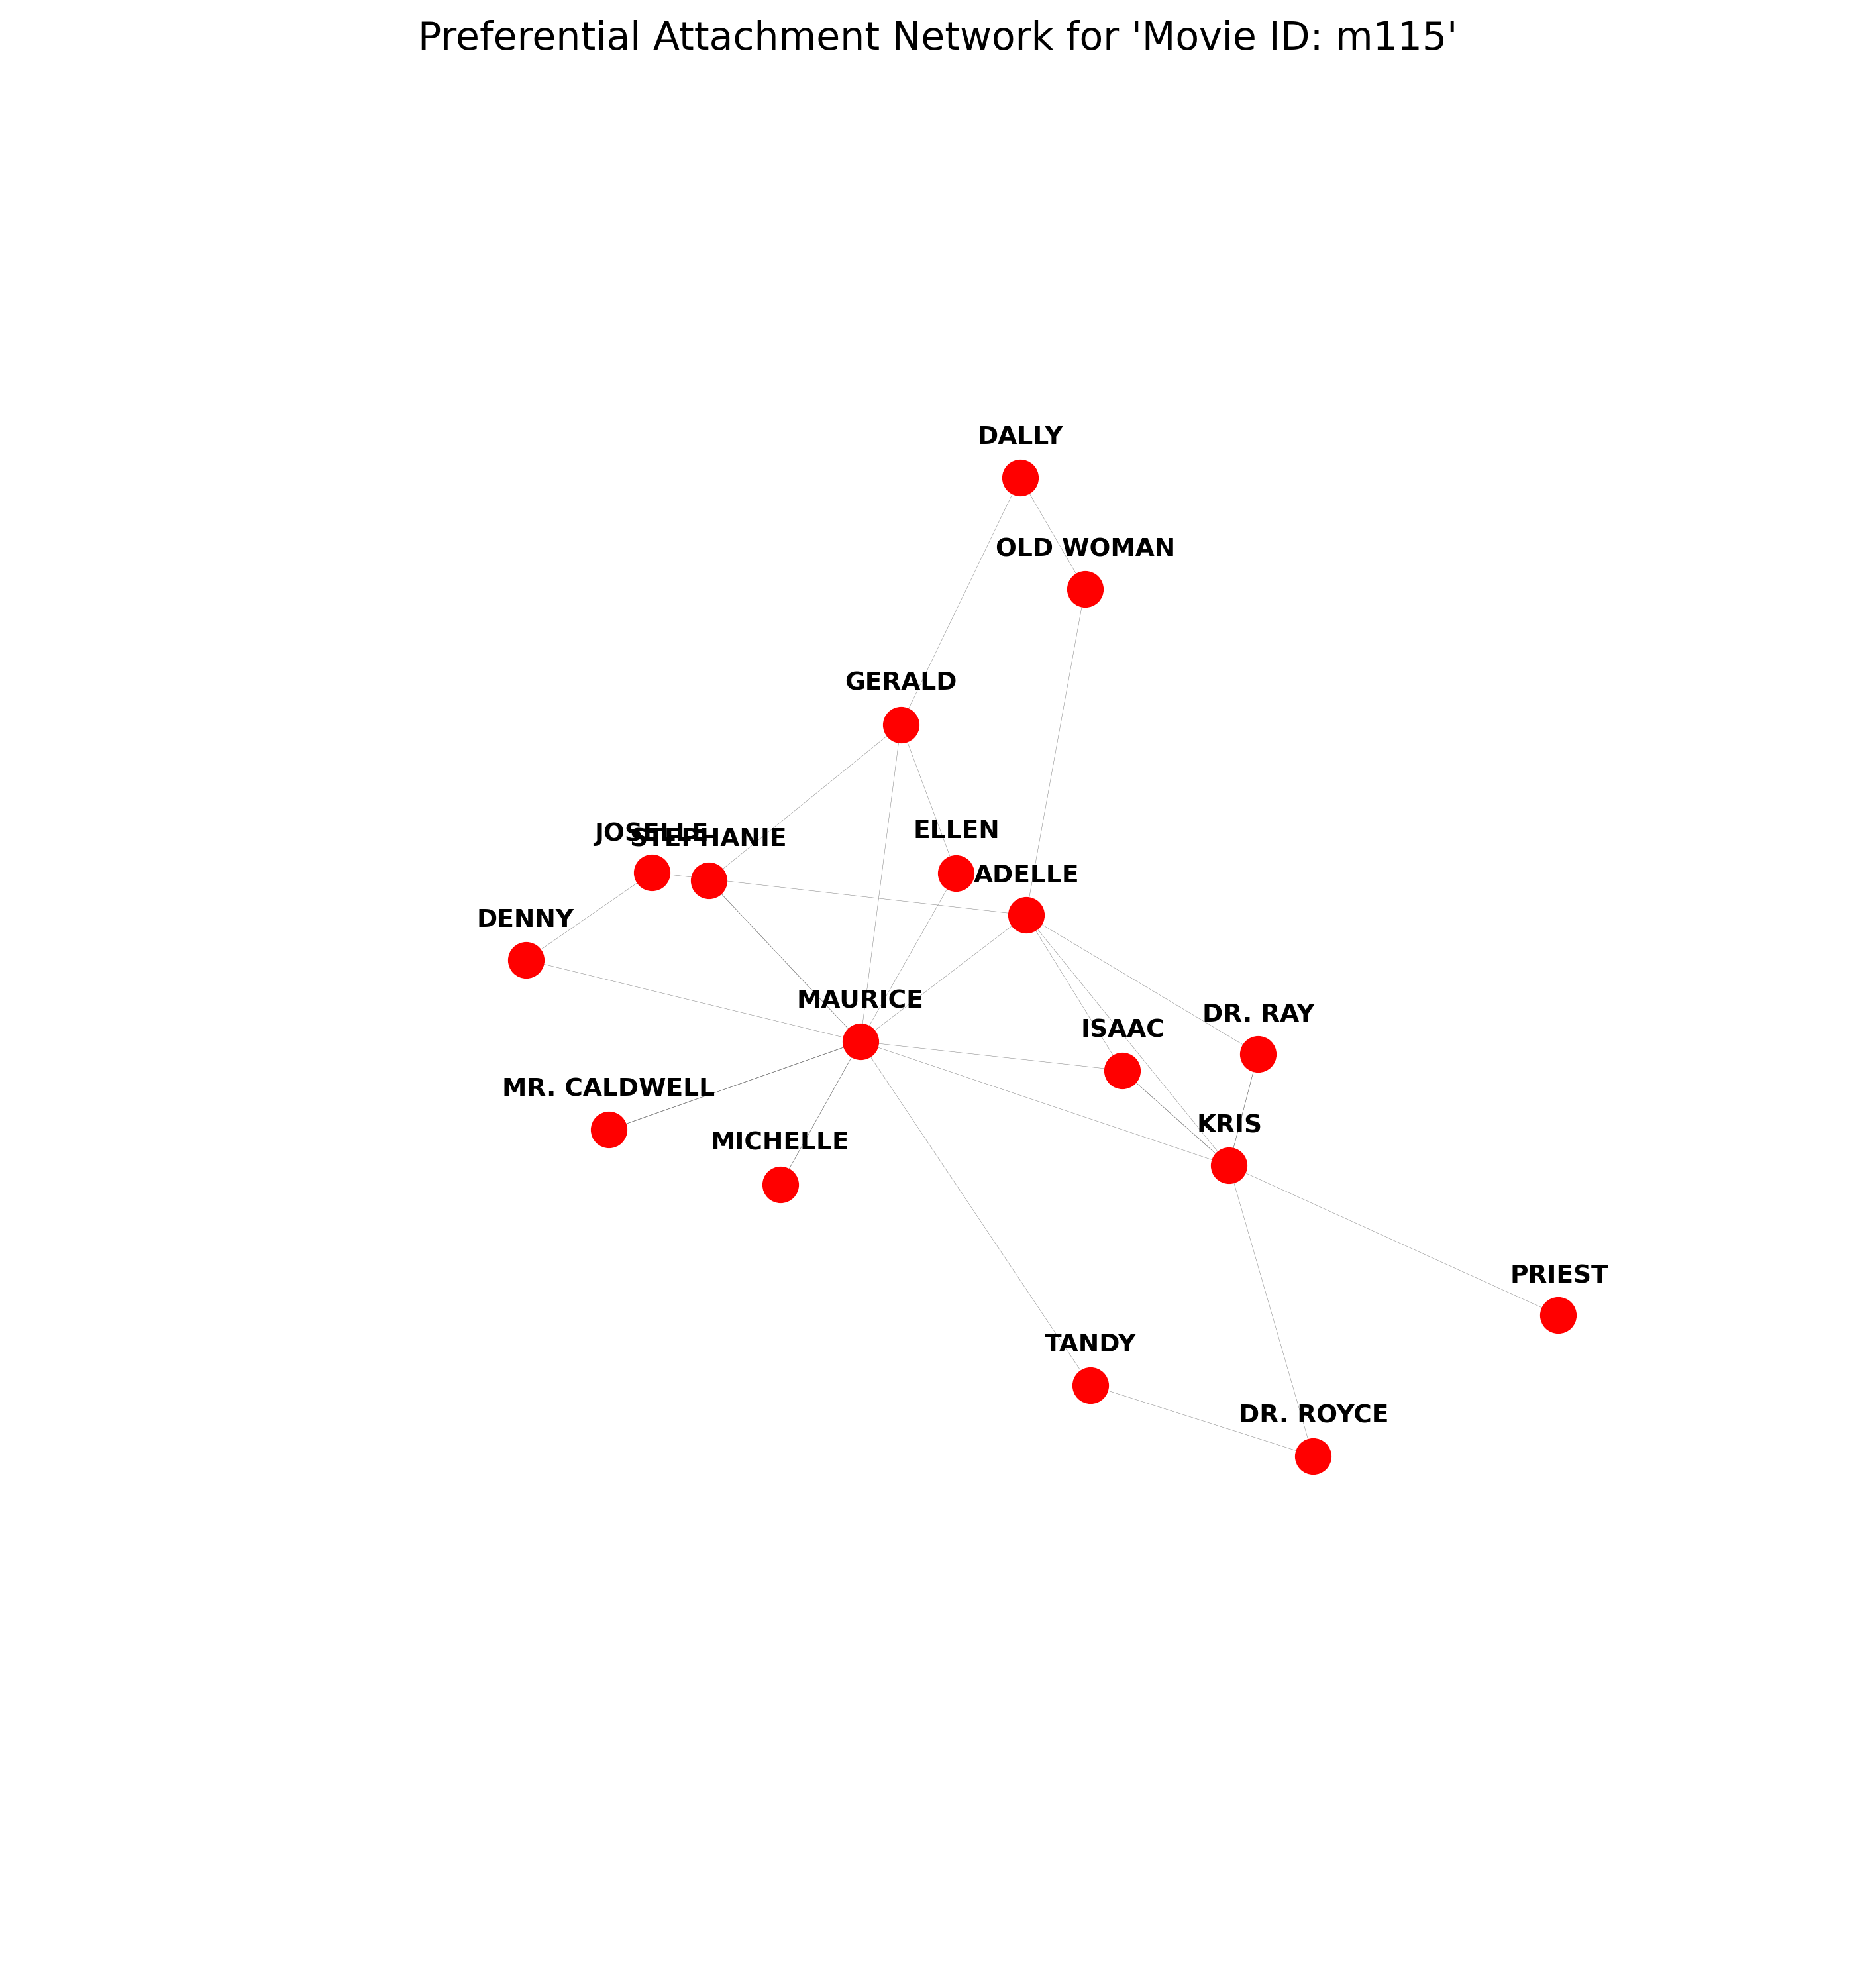 Preferential Attachment Network for 'Movie ID: m115'
DALLY
OLD WOMAN
GERALD
JOSELLE
STEPHANIE
ELLEN
ADELLE
DENNY
MAURICE
DR. RAY
ISAAC
MR. CALDWELL
KRIS
MICHELLE
PRIEST
TANDY
DR. ROYCE